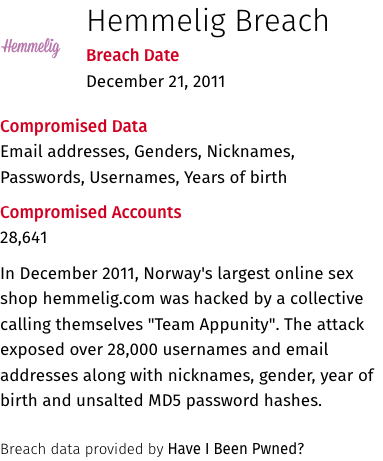 Hemmelig Breach
Hemmelig
Breach Date
December 21, 2011
Compromised Data
Email addresses, Genders, Nicknames,
Passwords, Usernames, Years of birth
Compromised Accounts
28,641
In December 2011, Norway's largest online sex
shop hemmelig.com was hacked by a collective
calling themselves "Team Appunity". The attack
exposed over 28,000 usernames and email
addresses along with nicknames, gender, year of
birth and unsalted MD5 password hashes.
Breach data provided by Have I Been Pwned?